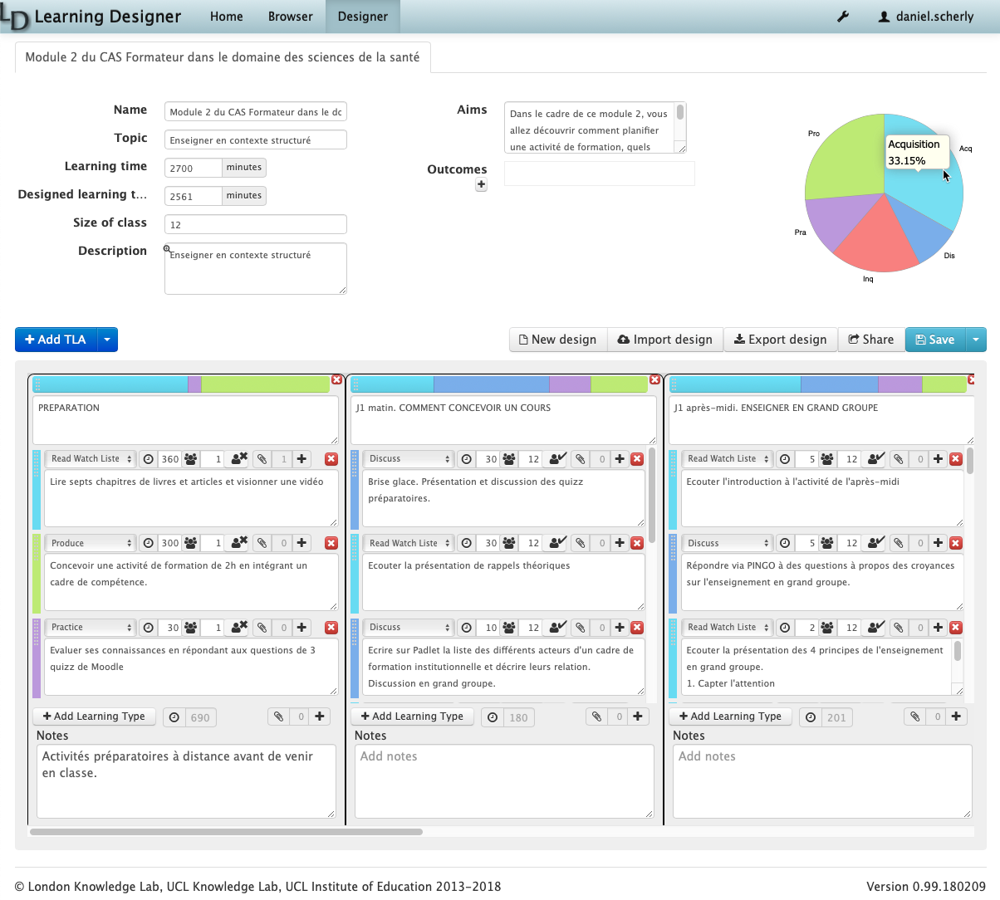 LD Learning Designer Home Browser Designer daniel.scherly
Module 2 du CAS Formateur dans le domaine des sciences de la santé
Name Module 2 du CAS Formateur dans le dc
Topic Enseigner en contexte structuré
Learning time 2700 minutes
Designed learning t... 2561 minutes
Size of class 12
Description Enseigner en contexte structuré
Aims Dans le cadre de ce module 2, vous
allez découvrir comment planifier
une activité de formation, quels
Outcomes
Pro
Acq
Acquisition
33.15%
Pra
Dis
Inq
Add TLA New design Import design Export design Share Save
PREPARATION
Read Watch Liste 360 1 1
Lire septs chapitres de livres et articles et visionner une vidéo
Produce 300 1 0
Concevoir une activité de formation de 2h en intégrant un
cadre de compétence.
Practice 30 1 0
Evaluer ses connaissances en répondant aux questions de 3
quizz de Moodle
Add Learning Type 690 0
Notes
Activités préparatoires à distance avant de venir
en classe.
J1 matin. COMMENT CONCEVOIR UN COURS
Discuss 30 12 0
Brise glace. Présentation et discussion des quizz
préparatoires.
Read Watch Liste 30 12 0
Ecouter la présentation de rappels théoriques
Discuss 10 12 0
Ecrire sur Padlet la liste des différents acteurs d'un cadre de
formation institutionnelle et décrire leurs relation.
Discussion en grand groupe.
Add Learning Type 180 0
Notes
Add notes
J1 après-midi. ENSEIGNER EN GRAND GROUPE
Read Watch Liste 5 12 0
Ecouter l'introduction à l'activité de l'après-midi
Discuss 5 12 0
Répondre via PINGO à des questions à propos des croyances
sur l'enseignement en grand groupe.
Read Watch Liste 2 12 0
Ecouter la présentation des 4 principes de l'enseignement
en grand groupe.
1. Capter l'attention
Add Learning Type 201 0
Notes
Add notes
© London Knowledge Lab, UCL Knowledge Lab, UCL Institute of Education 2013-2018 Version 0.99.180209